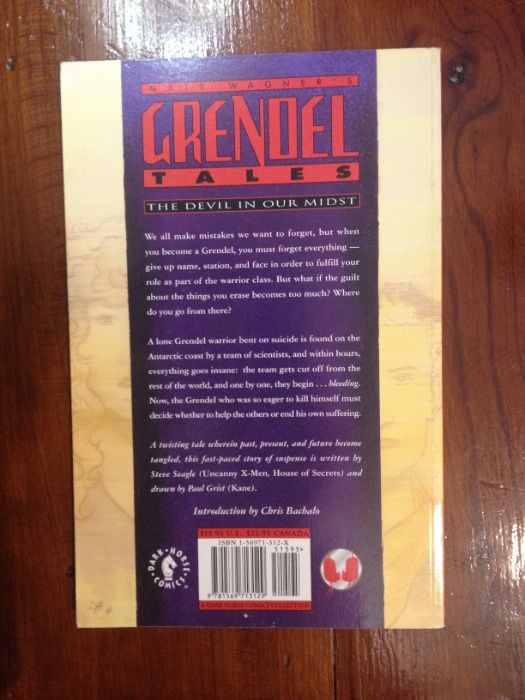 MATT WAGNER'S
GRENDEL
TALES
THE DEVIL IN OUR MIDST
We all make mistakes we want to forget, but when
you become a Grendel, you must forget everything —
give up name, station, and face in order to fulfill your
role as part of the warrior class. But what if the guilt
about the things you erase becomes too much? Where
do you go from there?
A lone Grendel warrior bent on suicide is found on the
Antarctic coast by a team of scientists, and within hours,
everything goes insane: the team gets cut off from the
rest of the world, and one by one, they begin . . . bleeding.
Now, the Grendel who was so eager to kill himself must
decide whether to help the others or end his own suffering.
A twisting tale wherein past, present, and future become
tangled, this fast-paced story of suspense is written by
Steve Seagle (Uncanny X-Men, House of Secrets) and
drawn by Paul Grist (Kane).
Introduction by Chris Bachalo
$15.95 U.S., $22.95 CANADA
ISBN 1-56971-312-X
51595>
9 781569 713129
A DARK HORSE COMICS COLLECTION
DARK HORSE
COMICS
®